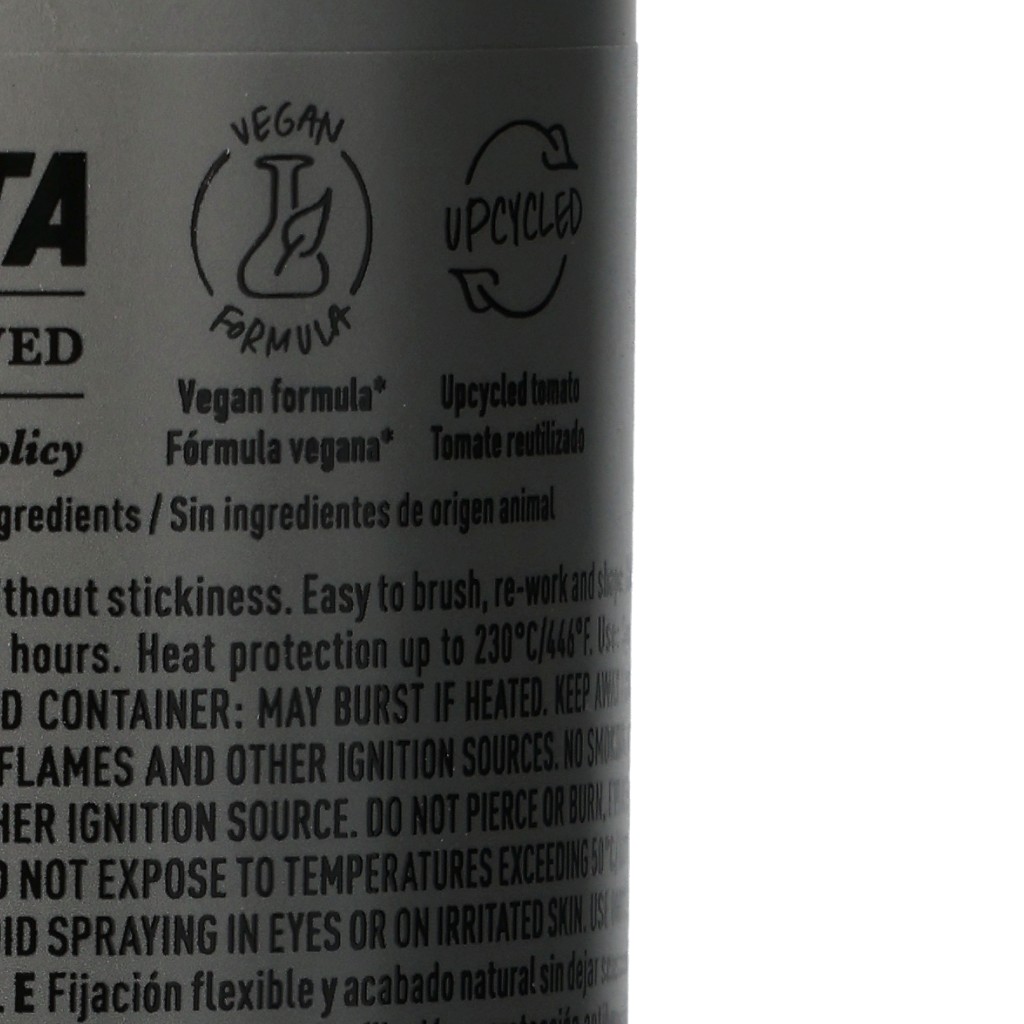 VEGAN
FORMULA
UPCYCLED
TA
VED
olicy
Vegan formula*
Fórmula vegana*
Upcycled tomato
Tomate reutilizado
gredients / Sin ingredientes de origen animal
thout stickiness. Easy to brush, re-work and
hours. Heat protection up to 230°C/446°F.
D CONTAINER: MAY BURST IF HEATED. KEEP
FLAMES AND OTHER IGNITION SOURCES. NO
HER IGNITION SOURCE. DO NOT PIERCE OR BURN,
NOT EXPOSE TO TEMPERATURES EXCEEDING 50°C
ID SPRAYING IN EYES OR ON IRRITATED SKIN.
E Fijación flexible y acabado natural sin dejar